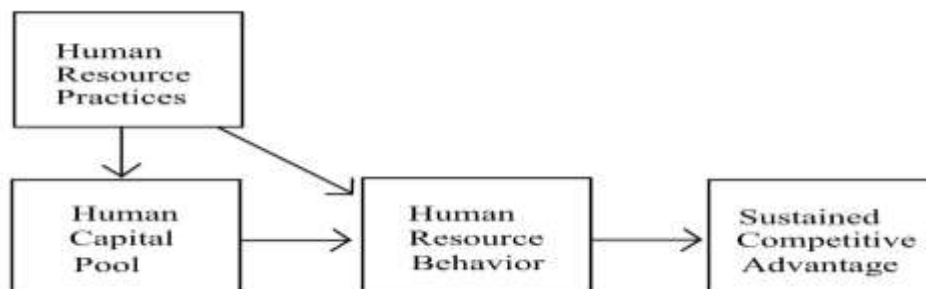 Human
Resource
Practices
Human
Capital
Pool
Human
Resource
Behavior
Sustained
Competitive
Advantage